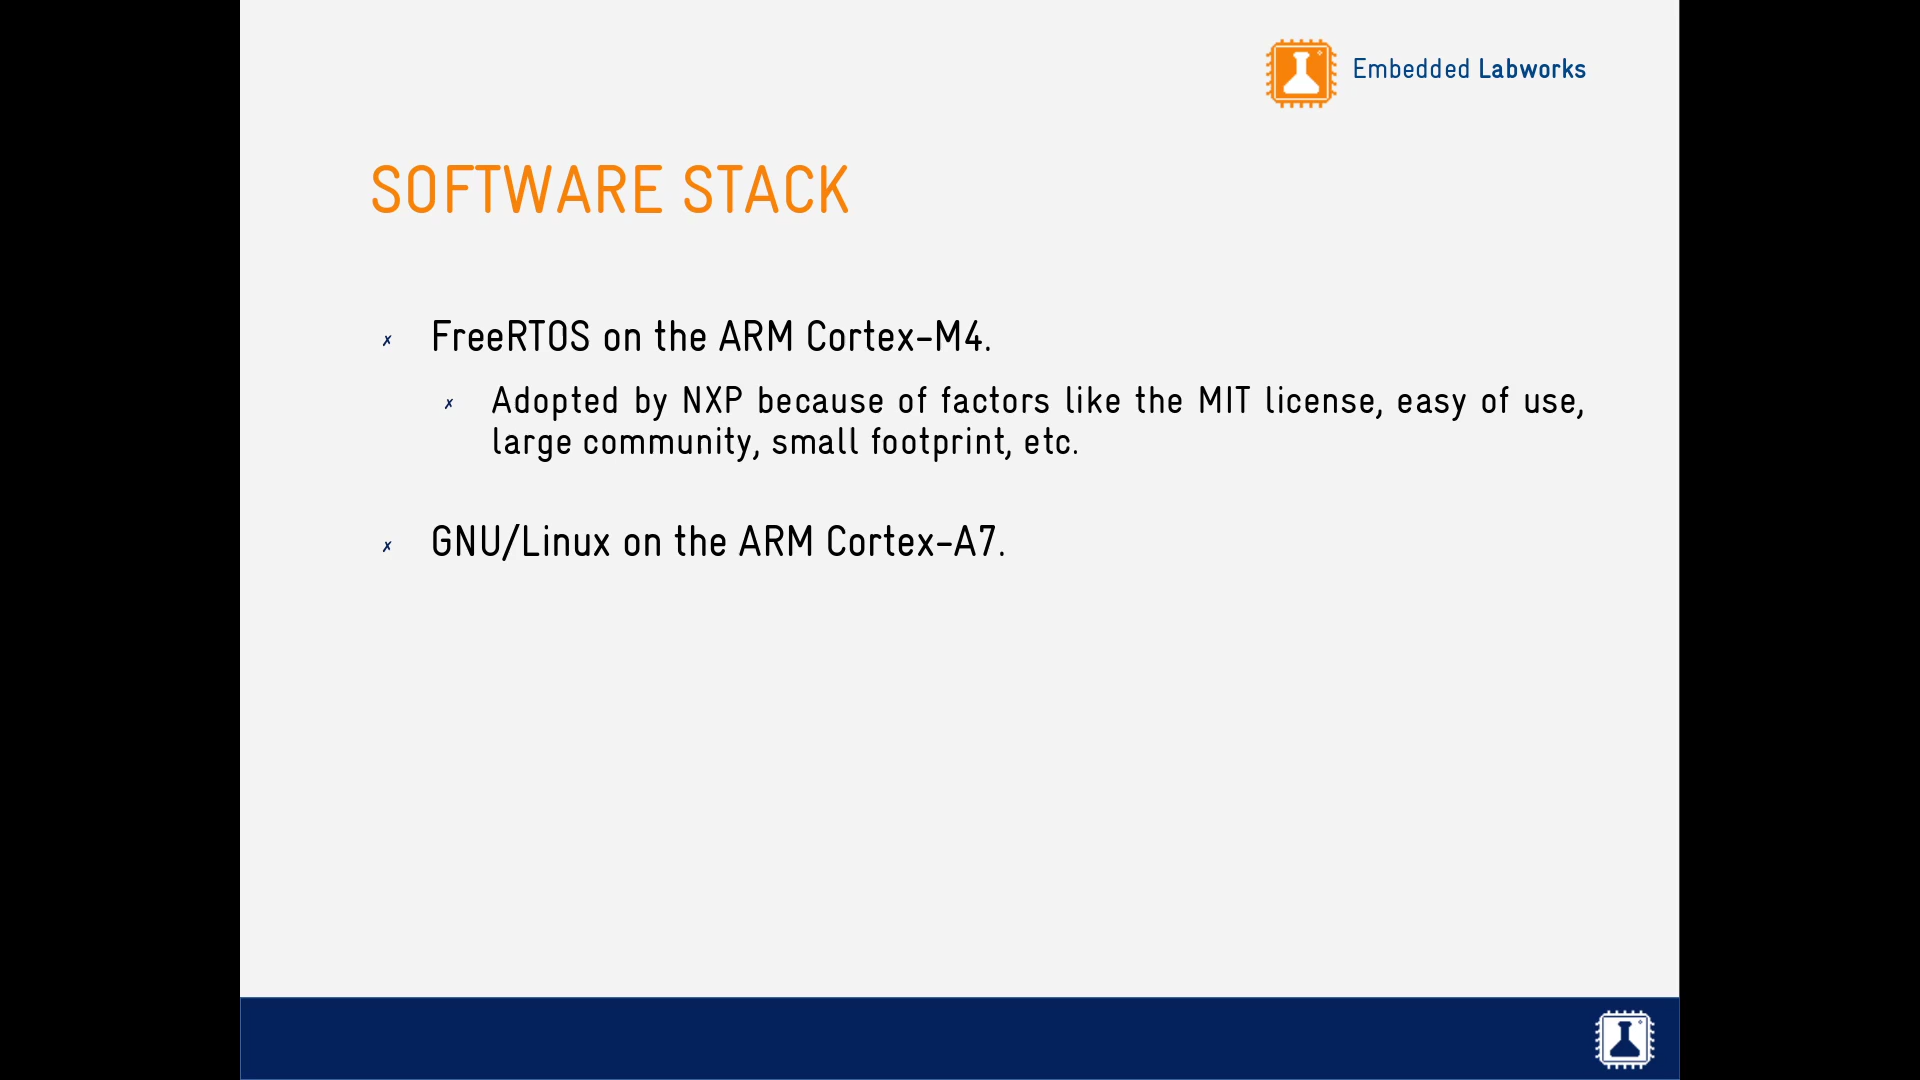 Embedded Labworks
SOFTWARE STACK
✗ FreeRTOS on the ARM Cortex-M4.
✗ Adopted by NXP because of factors like the MIT license, easy of use,
large community, small footprint, etc.
✗ GNU/Linux on the ARM Cortex-A7.